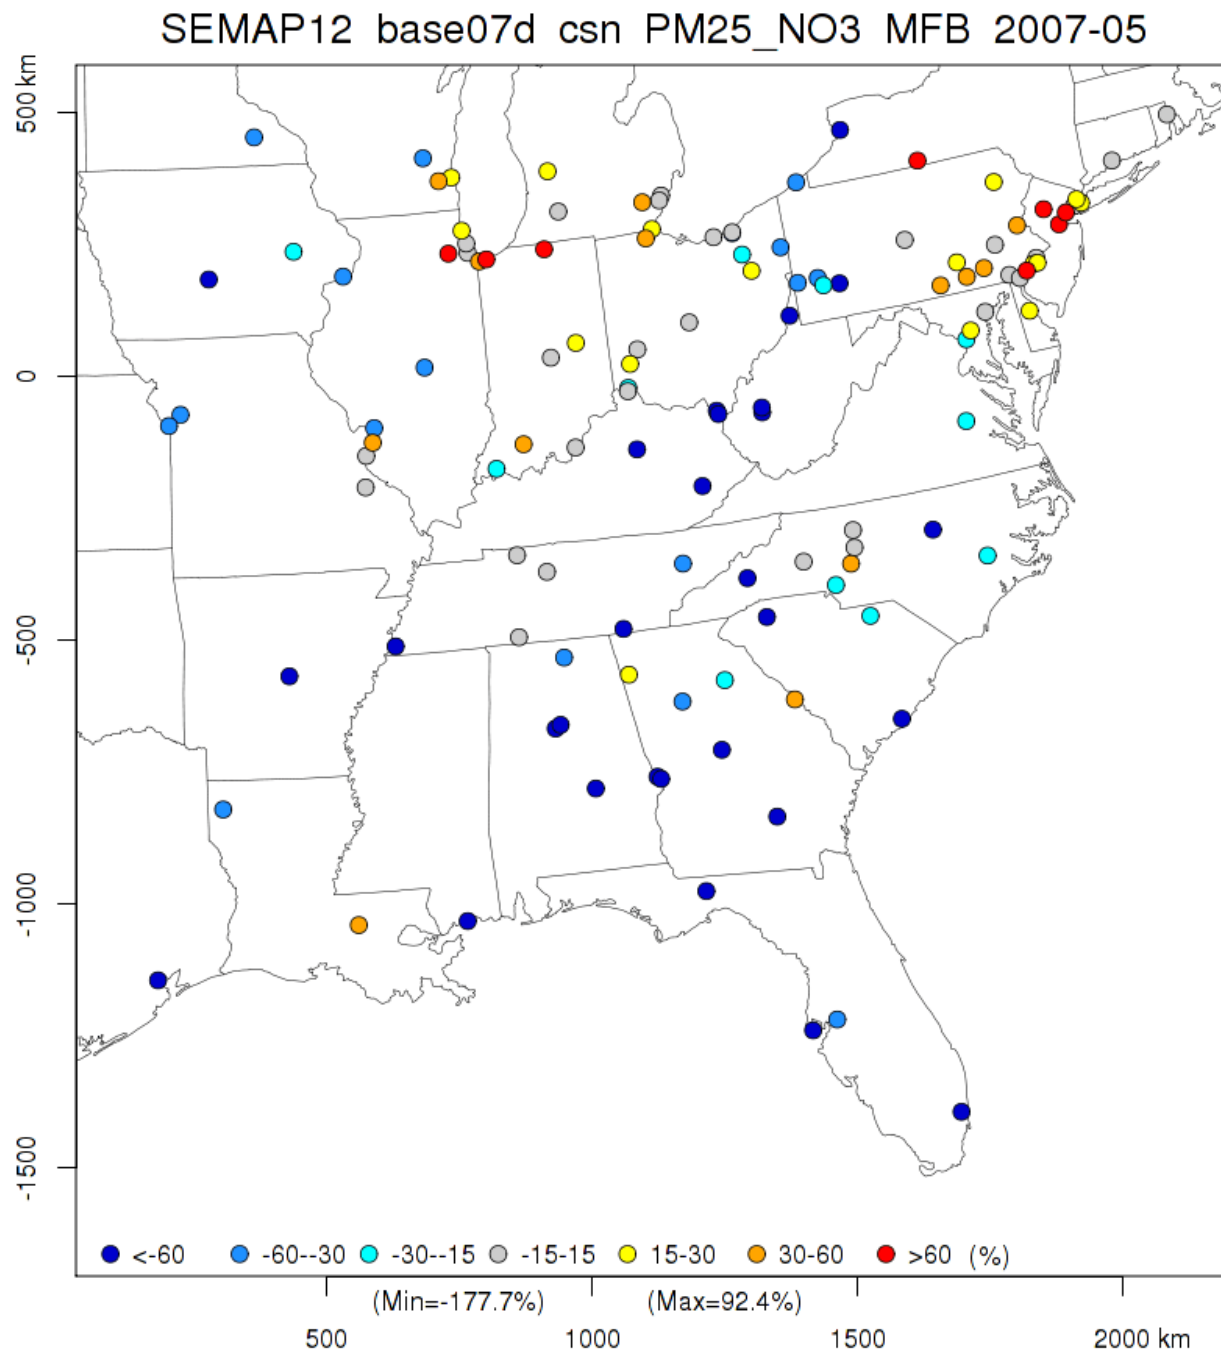 SEMAP12 base07d csn PM25_NO3 MFB 2007-05
500 km
0
-500
-1000
-1500
<-60 -60--30 -30--15 -15-15 15-30 30-60 >60 (%)
(Min=-177.7%) (Max=92.4%)
500 1000 1500 2000 km